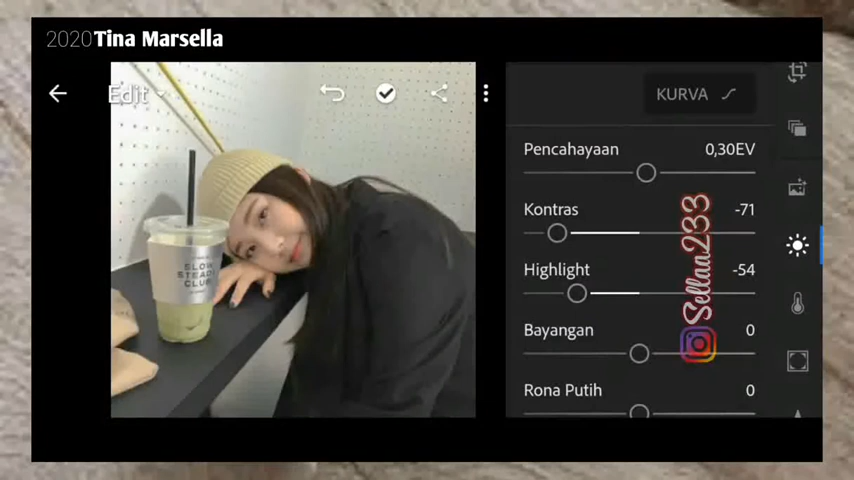 2020Tina Marsella
Edit
KURVA
Pencahayaan 0,30EV
Kontras -71
Highlight -54
Bayangan 0
Rona Putih 0
Sellaa233
SLOW
STEADY
CLUB